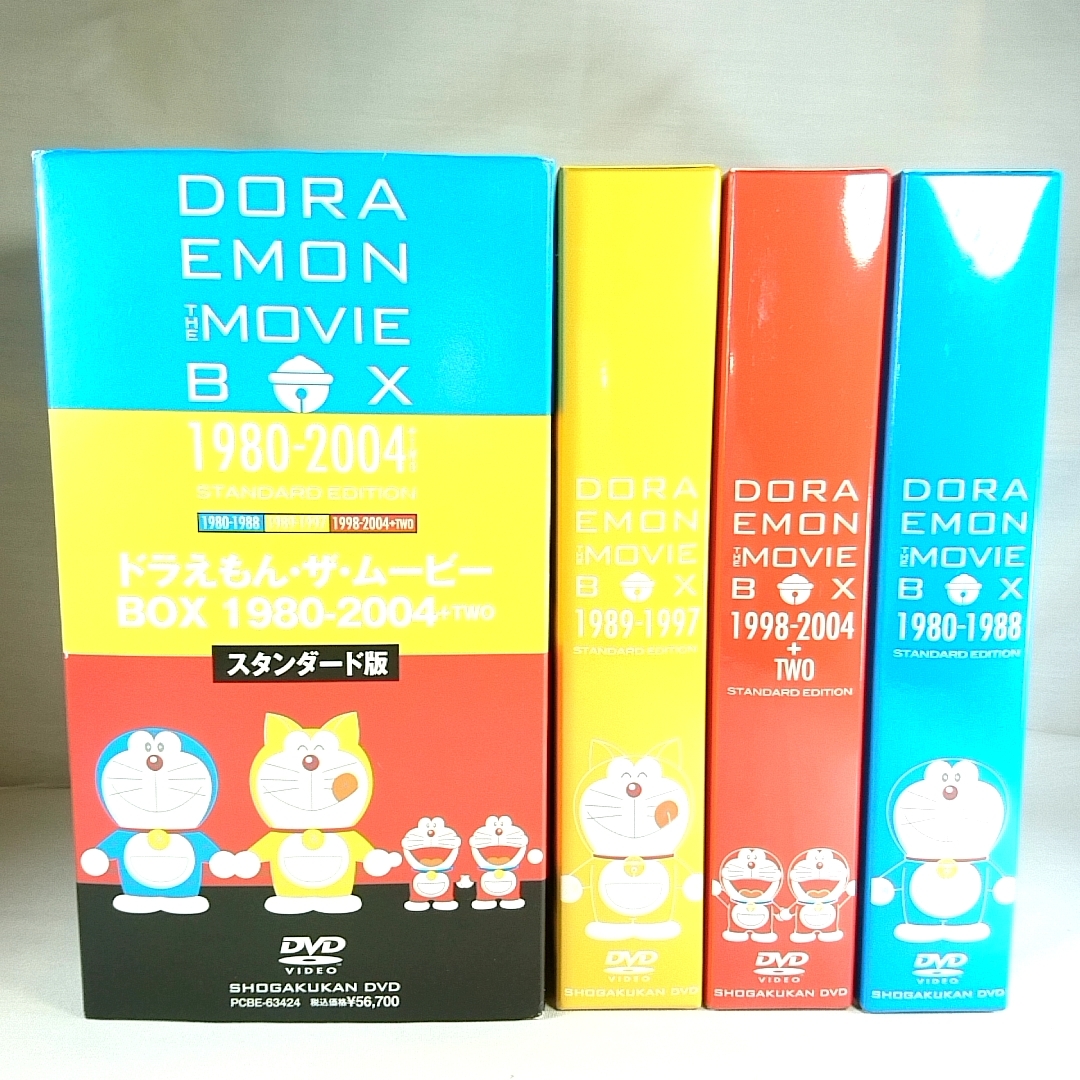 DORA
EMON
THE MOVIE
BOX
1980-2004+TWO
STANDARD EDITION
1980-1988 1989-1997 1998-2004+TWO
ドラえもん・ザ・ムービー
BOX 1980-2004+TWO
スタンダード版
DVD
VIDEO
SHOGAKUKAN DVD
PCBE-63424 税込価格¥56,700
DORA
EMON
THE MOVIE
B X
1989-1997
STANDARD EDITION
DVD
VIDEO
SHOGAKUKAN DVD
DORA
EMON
THE MOVIE
B X
1998-2004
+
TWO
STANDARD EDITION
DVD
VIDEO
SHOGAKUKAN DVD
DORA
EMON
THE MOVIE
B X
1980-1988
STANDARD EDITION
DVD
VIDEO
SHOGAKUKAN DVD